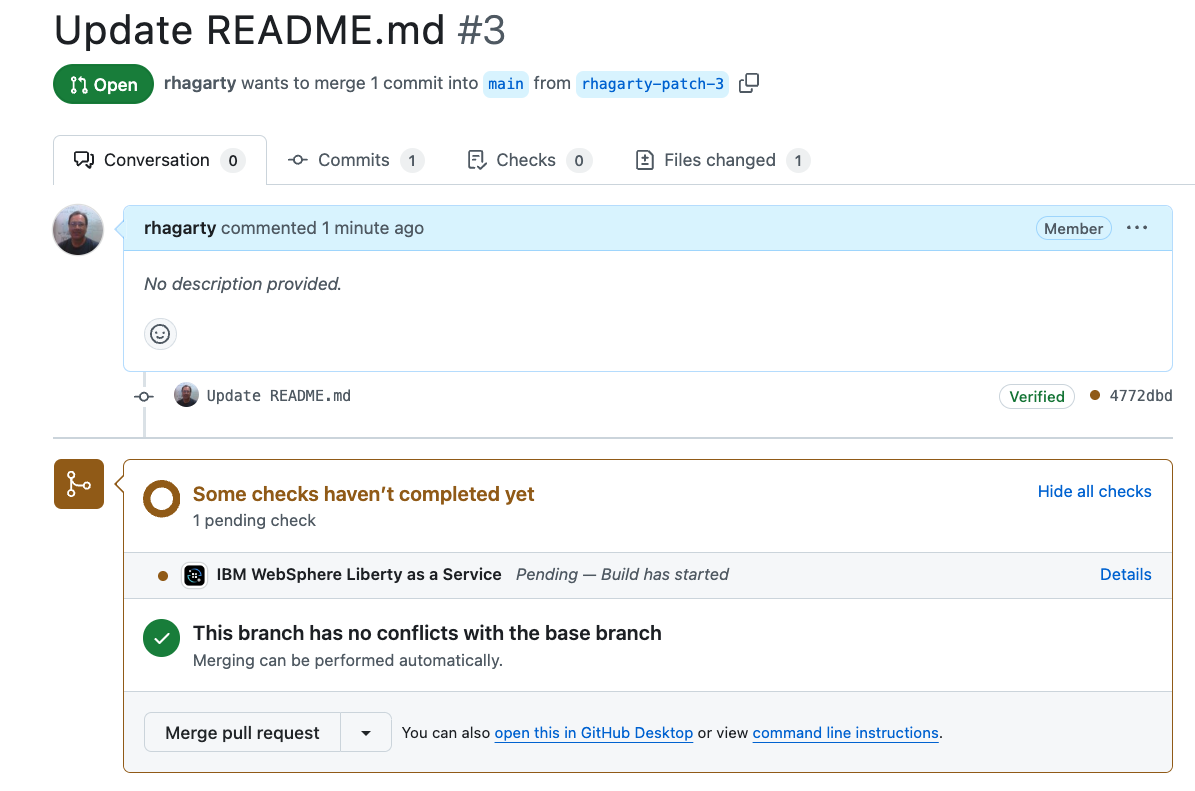 Update README.md #3
Open rhagarty wants to merge 1 commit into main from rhagarty-patch-3
Conversation 0 Commits 1 Checks 0 Files changed 1
rhagarty commented 1 minute ago Member
No description provided.
Update README.md Verified 4772dbd
Some checks haven’t completed yet Hide all checks
1 pending check
IBM WebSphere Liberty as a Service Pending — Build has started Details
This branch has no conflicts with the base branch
Merging can be performed automatically.
Merge pull request You can also open this in GitHub Desktop or view command line instructions.